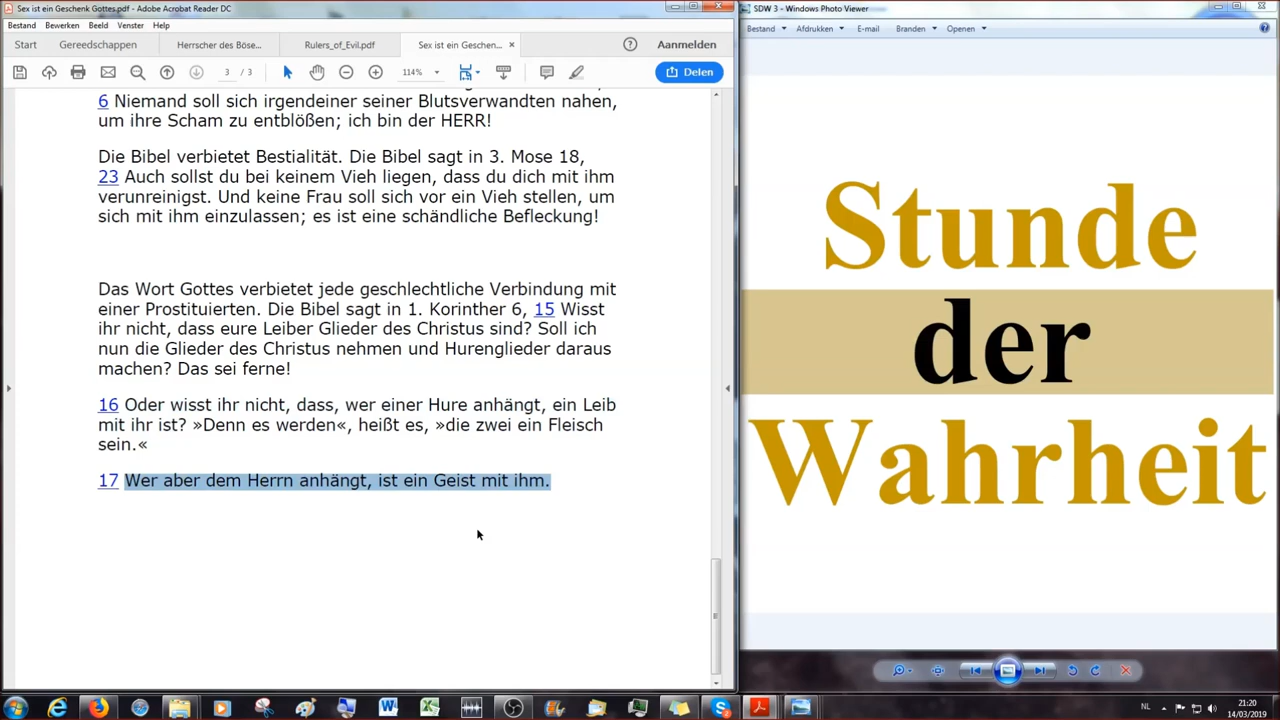 Sex ist ein Geschenk Gottes.pdf - Adobe Acrobat Reader DC
Bestand Bewerken Beeld Venster Help
Start Gereedschappen Herrscher des Böse... Rulers_of_Evil.pdf Sex ist ein Geschen... × Aanmelden
3 / 3 114% Delen
6 Niemand soll sich irgendeiner seiner Blutsverwandten nahen,
um ihre Scham zu entblößen; ich bin der HERR!
Die Bibel verbietet Bestialität. Die Bibel sagt in 3. Mose 18,
23 Auch sollst du bei keinem Vieh liegen, dass du dich mit ihm
verunreinigst. Und keine Frau soll sich vor ein Vieh stellen, um
sich mit ihm einzulassen; es ist eine schändliche Befleckung!
Das Wort Gottes verbietet jede geschlechtliche Verbindung mit
einer Prostituierten. Die Bibel sagt in 1. Korinther 6, 15 Wisst
ihr nicht, dass eure Leiber Glieder des Christus sind? Soll ich
nun die Glieder des Christus nehmen und Hurenglieder daraus
machen? Das sei ferne!
16 Oder wisst ihr nicht, dass, wer einer Hure anhängt, ein Leib
mit ihr ist? »Denn es werden«, heißt es, »die zwei ein Fleisch
sein.«
17 Wer aber dem Herrn anhängt, ist ein Geist mit ihm.
SDW 3 - Windows Photo Viewer
Bestand Afdrukken E-mail Branden Openen
Stunde
der
Wahrheit
NL 21:20
14/03/2019